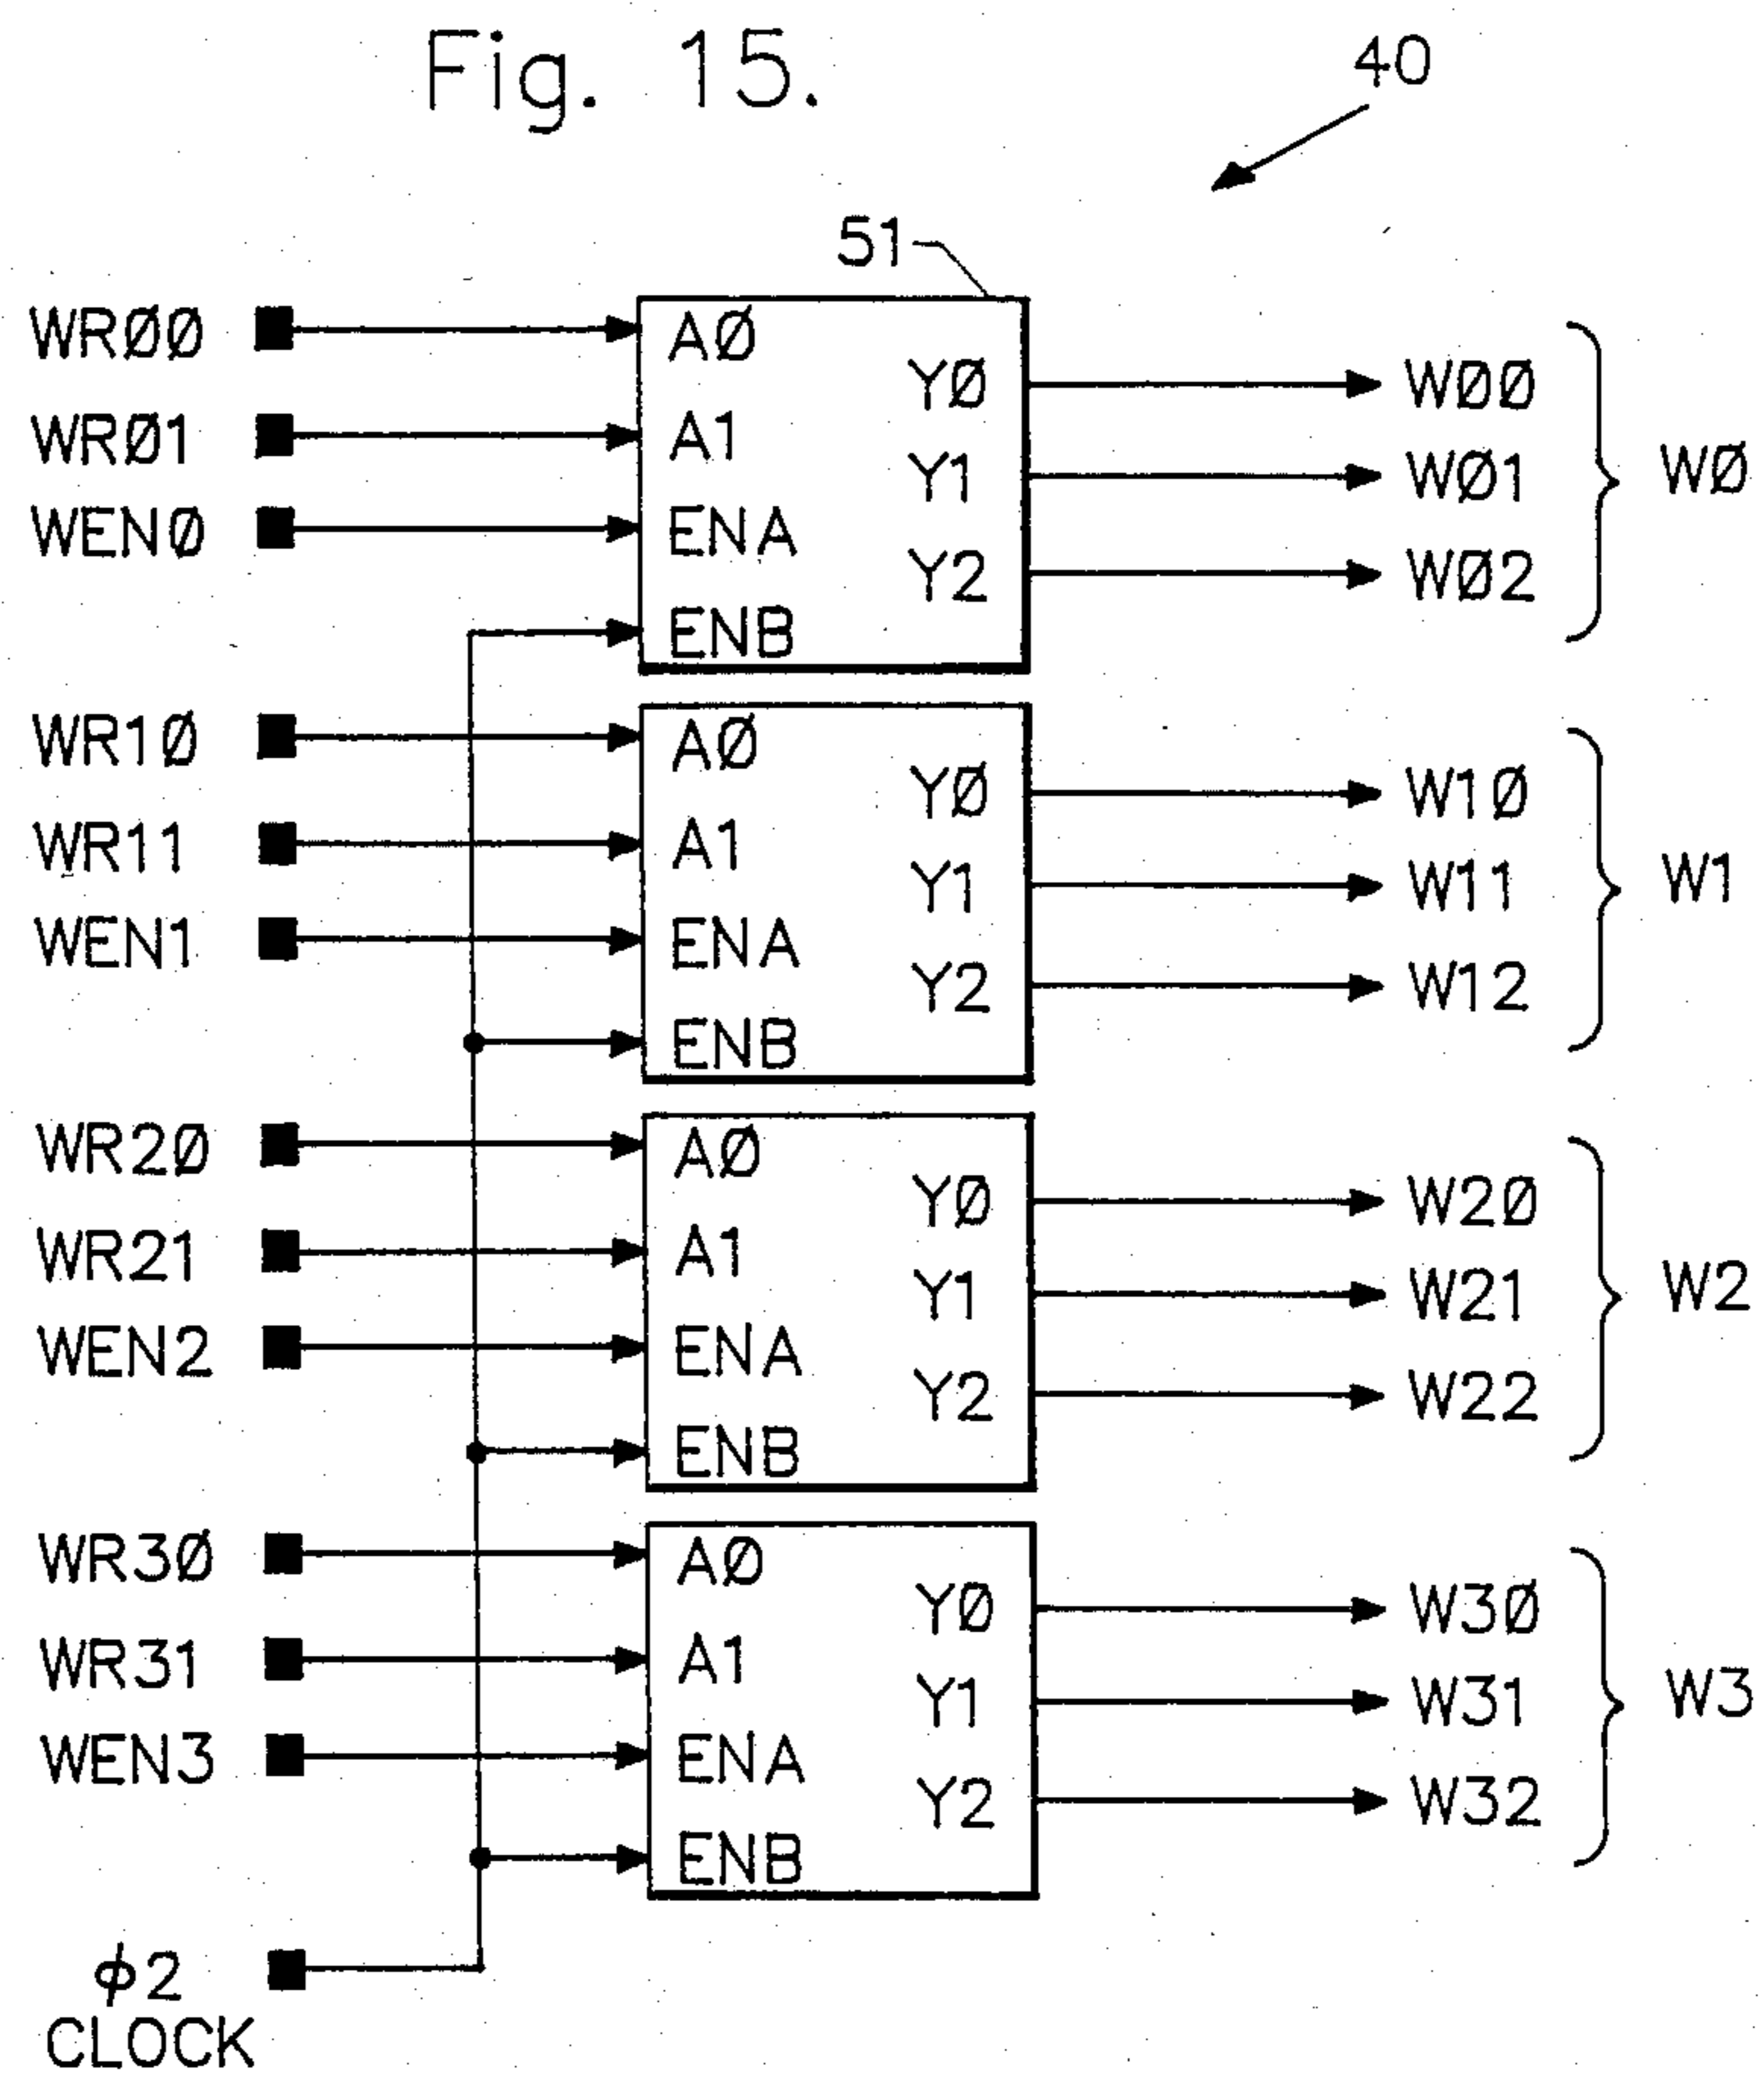 Fig. 15.
40
51
WRØØ
WRØ1
WENØ
AØ
A1
ENA
ENB
YØ
Y1
Y2
WØØ
WØ1
WØ2
WØ
WR1Ø
WR11
WEN1
AØ
A1
ENA
ENB
YØ
Y1
Y2
W1Ø
W11
W12
W1
WR2Ø
WR21
WEN2
AØ
A1
ENA
ENB
YØ
Y1
Y2
W2Ø
W21
W22
W2
WR3Ø
WR31
WEN3
AØ
A1
ENA
ENB
YØ
Y1
Y2
W3Ø
W31
W32
W3
ϕ2
CLOCK